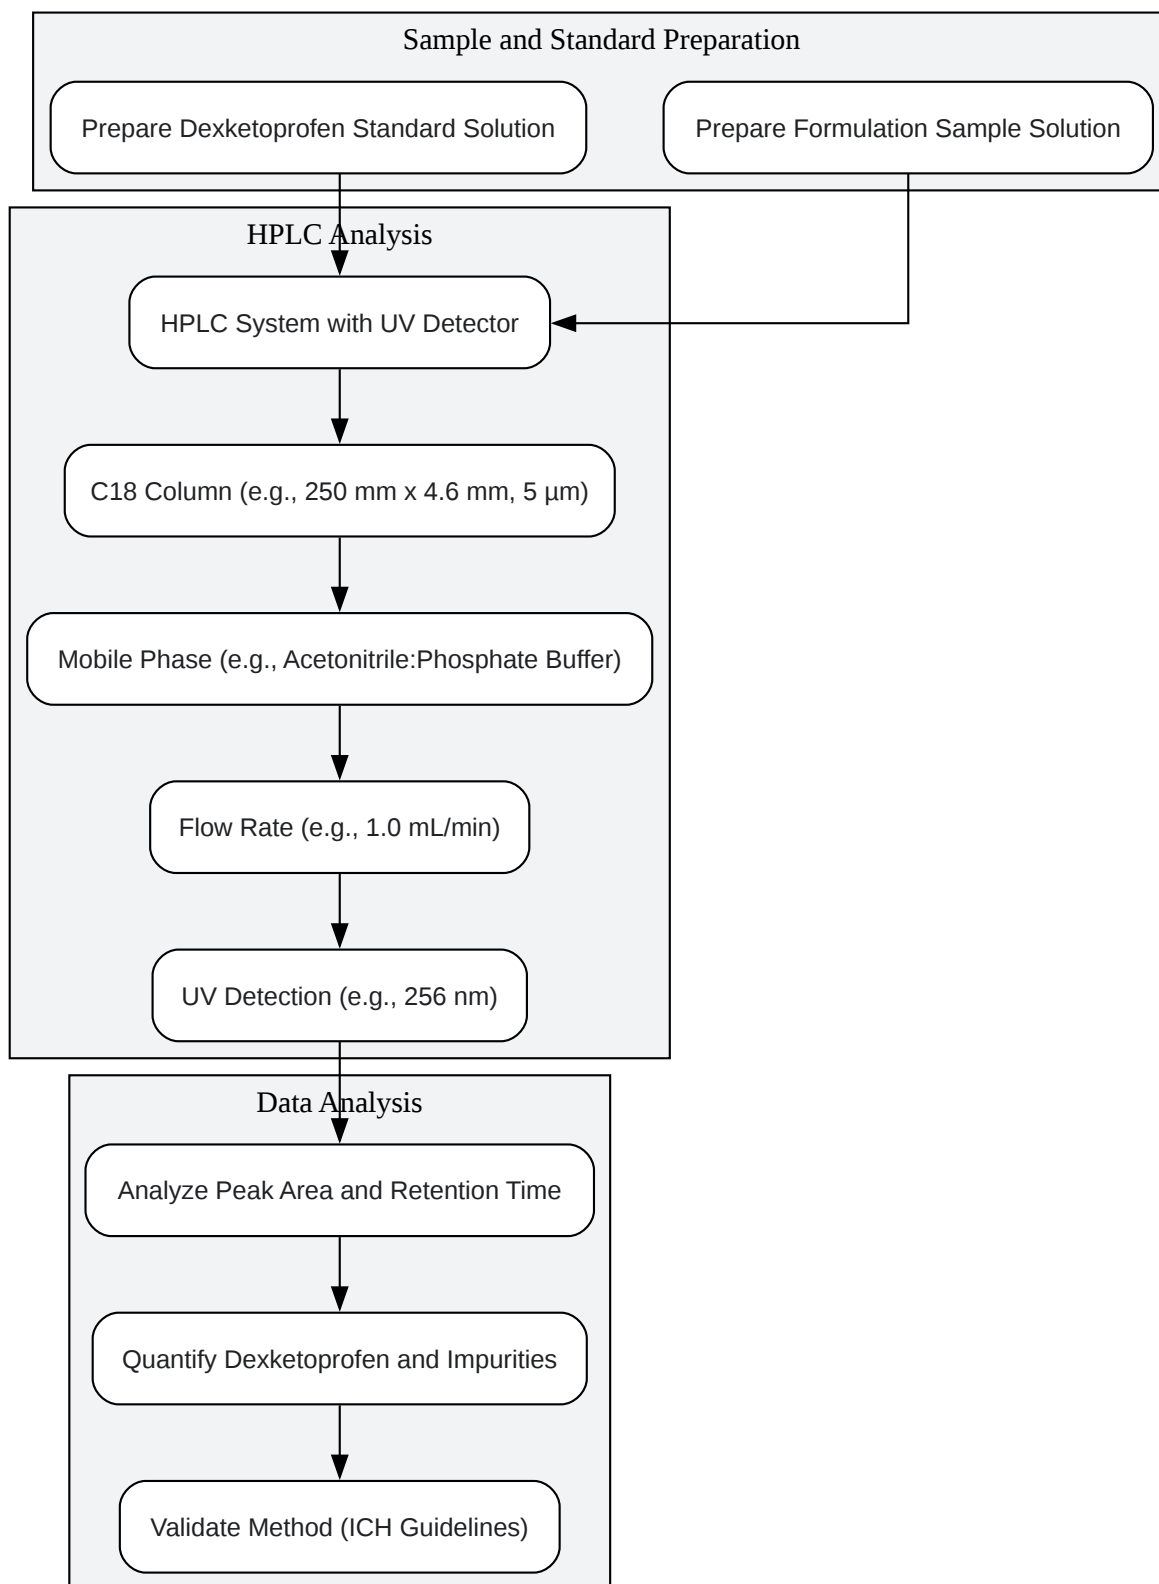 Sample and Standard Preparation
Prepare Dexketoprofen Standard Solution
Prepare Formulation Sample Solution
HPLC Analysis
HPLC System with UV Detector
C18 Column (e.g., 250 mm x 4.6 mm, 5 µm)
Mobile Phase (e.g., Acetonitrile:Phosphate Buffer)
Flow Rate (e.g., 1.0 mL/min)
UV Detection (e.g., 256 nm)
Data Analysis
Analyze Peak Area and Retention Time
Quantify Dexketoprofen and Impurities
Validate Method (ICH Guidelines)